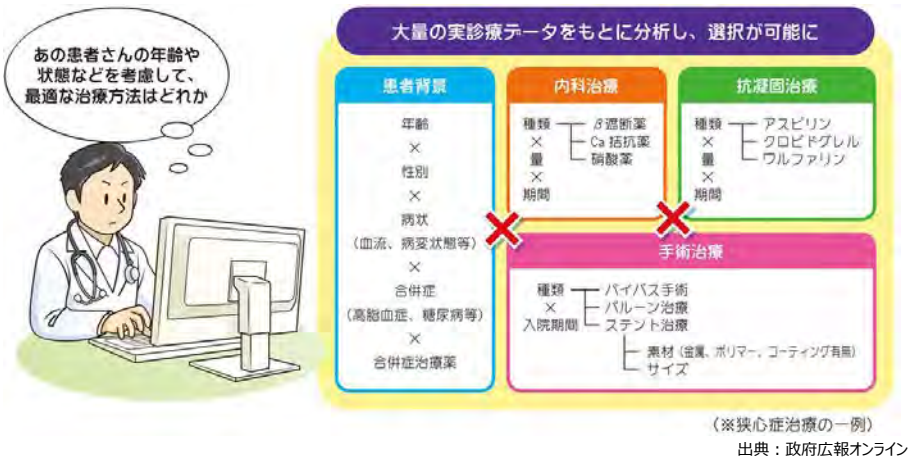 あの患者さんの年齢や
状態などを考慮して、
最適な治療方法はどれか
大量の実診療データをもとに分析し、選択が可能に
患者背景
年齢
×
性別
×
病状
(血流、病変状態等)
×
合併症
(高脂血症、糖尿病等)
×
合併症治療薬
内科治療
種類 β遮断薬
× Ca拮抗薬
量 硝酸薬
×
期間
抗凝固治療
種類 アスピリン
× クロピドグレル
量 ワルファリン
×
期間
手術治療
種類 バイパス手術
× バルーン治療
入院期間 ステント治療
素材(金属、ポリマー、コーティング有無)
サイズ
(※狭心症治療の一例)
出典:政府広報オンライン